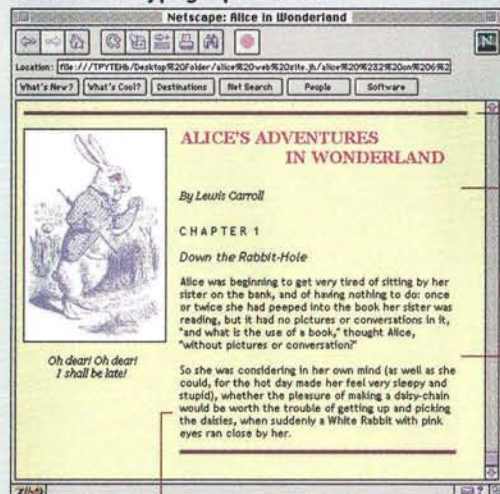 Netscape: Alice in Wonderland
N
Location: file:///TPYTEHb/Desktop%20Folder/alice%20web%20site.jh/alice%20%232%20on%206%2
What's New? What's Cool? Destinations Net Search People Software
ALICE'S ADVENTURES
IN WONDERLAND
By Lewis Carroll
CHAPTER 1
Down the Rabbit-Hole
Alice was beginning to get very tired of sitting by her
sister on the bank, and of having nothing to do: once
or twice she had peeped into the book her sister was
reading, but it had no pictures or conversations in it,
"and what is the use of a book," thought Alice,
"without pictures or conversation?"
So she was considering in her own mind (as well as she
could, for the hot day made her feel very sleepy and
stupid), whether the pleasure of making a daisy-chain
would be worth the trouble of getting up and picking
the daisies, when suddenly a White Rabbit with pink
eyes ran close by her.
Oh dear! Oh dear!
I shall be late!